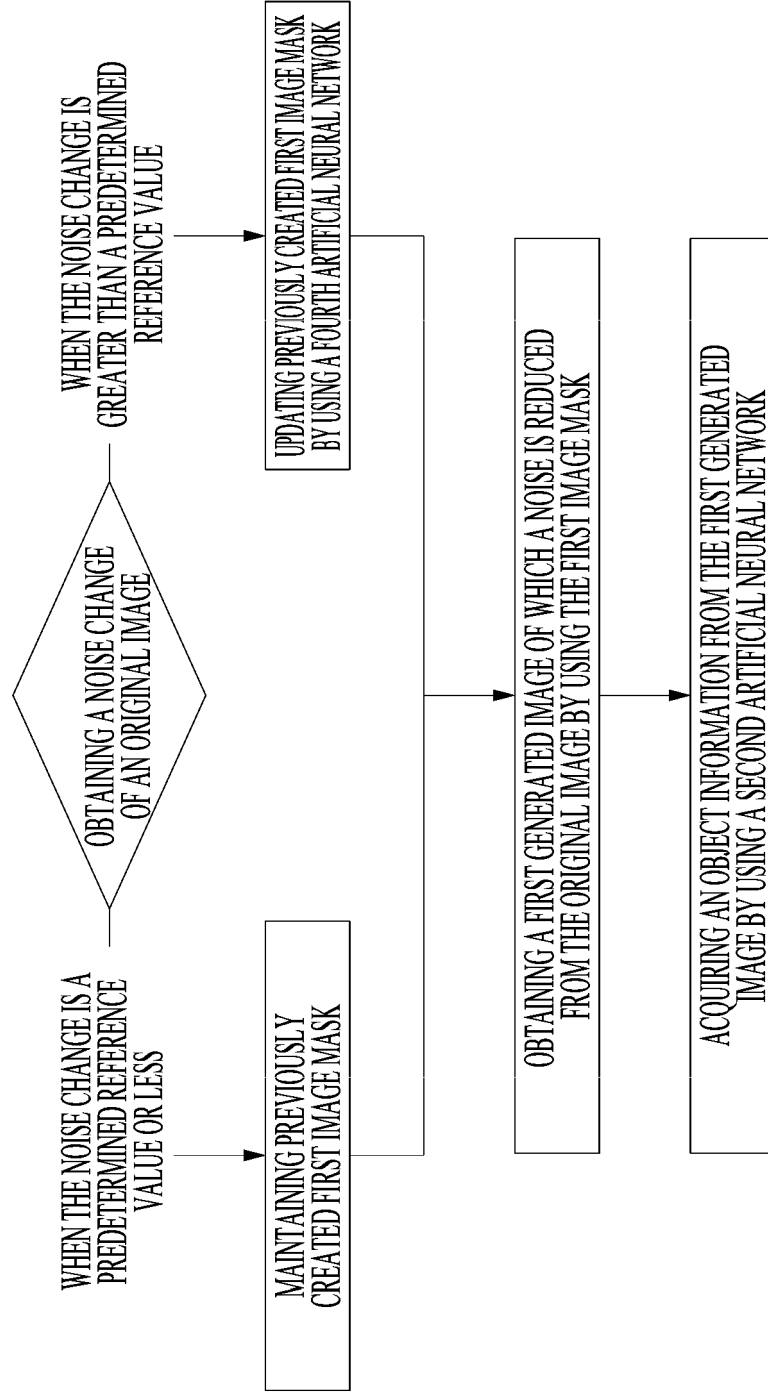 OBTAINING A NOISE CHANGE
OF AN ORIGINAL IMAGE
WHEN THE NOISE CHANGE IS A
PREDETERMINED REFERENCE
VALUE OR LESS
WHEN THE NOISE CHANGE IS
GREATER THAN A PREDETERMINED
REFERENCE VALUE
MAINTAINING PREVIOUSLY
CREATED FIRST IMAGE MASK
UPDATING PREVIOUSLY CREATED FIRST IMAGE MASK
BY USING A FOURTH ARTIFICIAL NEURAL NETWORK
OBTAINING A FIRST GENERATED IMAGE OF WHICH A NOISE IS REDUCED
FROM THE ORIGINAL IMAGE BY USING THE FIRST IMAGE MASK
ACQUIRING AN OBJECT INFORMATION FROM THE FIRST GENERATED
IMAGE BY USING A SECOND ARTIFICIAL NEURAL NETWORK